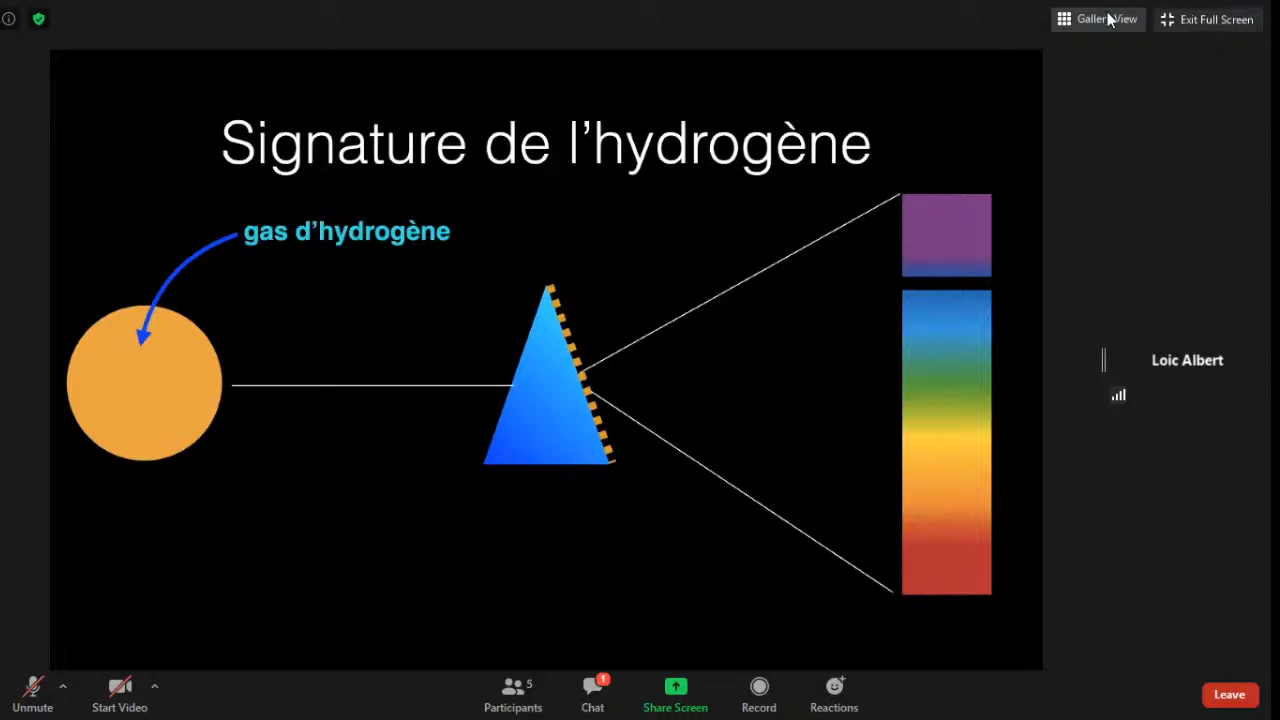 Gallery View
Exit Full Screen
Signature de l’hydrogène
gas d’hydrogène
Loic Albert
Unmute
Start Video
5
Participants
1
Chat
Share Screen
Record
Reactions
Leave